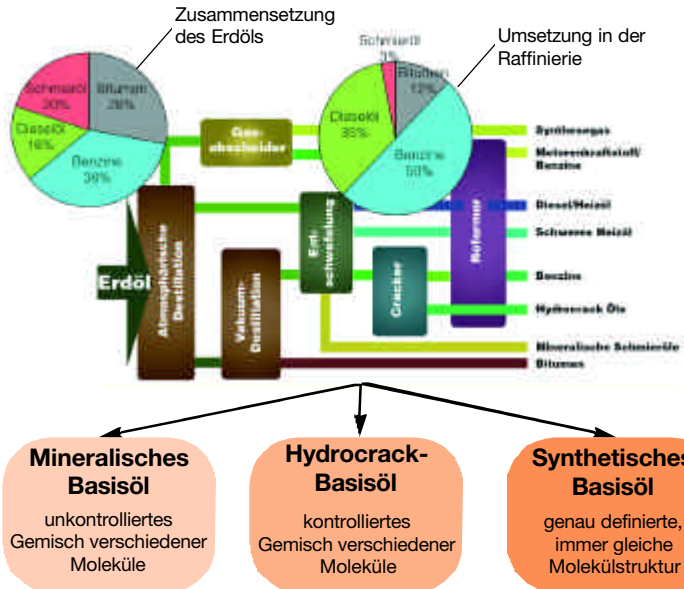 Zusammensetzung
des Erdöls
Schmieröl
20%
Bitumen
28%
Dieselöl
16%
Benzine
36%
Umsetzung in der
Raffinierie
Schmieröl
3%
Bitumen
12%
Dieselöl
35%
Benzine
50%
Gas-
abscheider
Erdöl
Atmosphärische
Destillation
Vakuum-
Destillation
Ent-
schwefelung
Cracker
Reformer
Synthesegas
Motorenkraftstoff/
Benzine
Diesel/Heizöl
Schweres Heizöl
Benzine
Hydrocrack Öle
Mineralische Schmieröle
Bitumen
Mineralisches
Basisöl
unkontrolliertes
Gemisch verschiedener
Moleküle
Hydrocrack-
Basisöl
kontrolliertes
Gemisch verschiedener
Moleküle
Synthetisches
Basisöl
genau definierte,
immer gleiche
Molekülstruktur